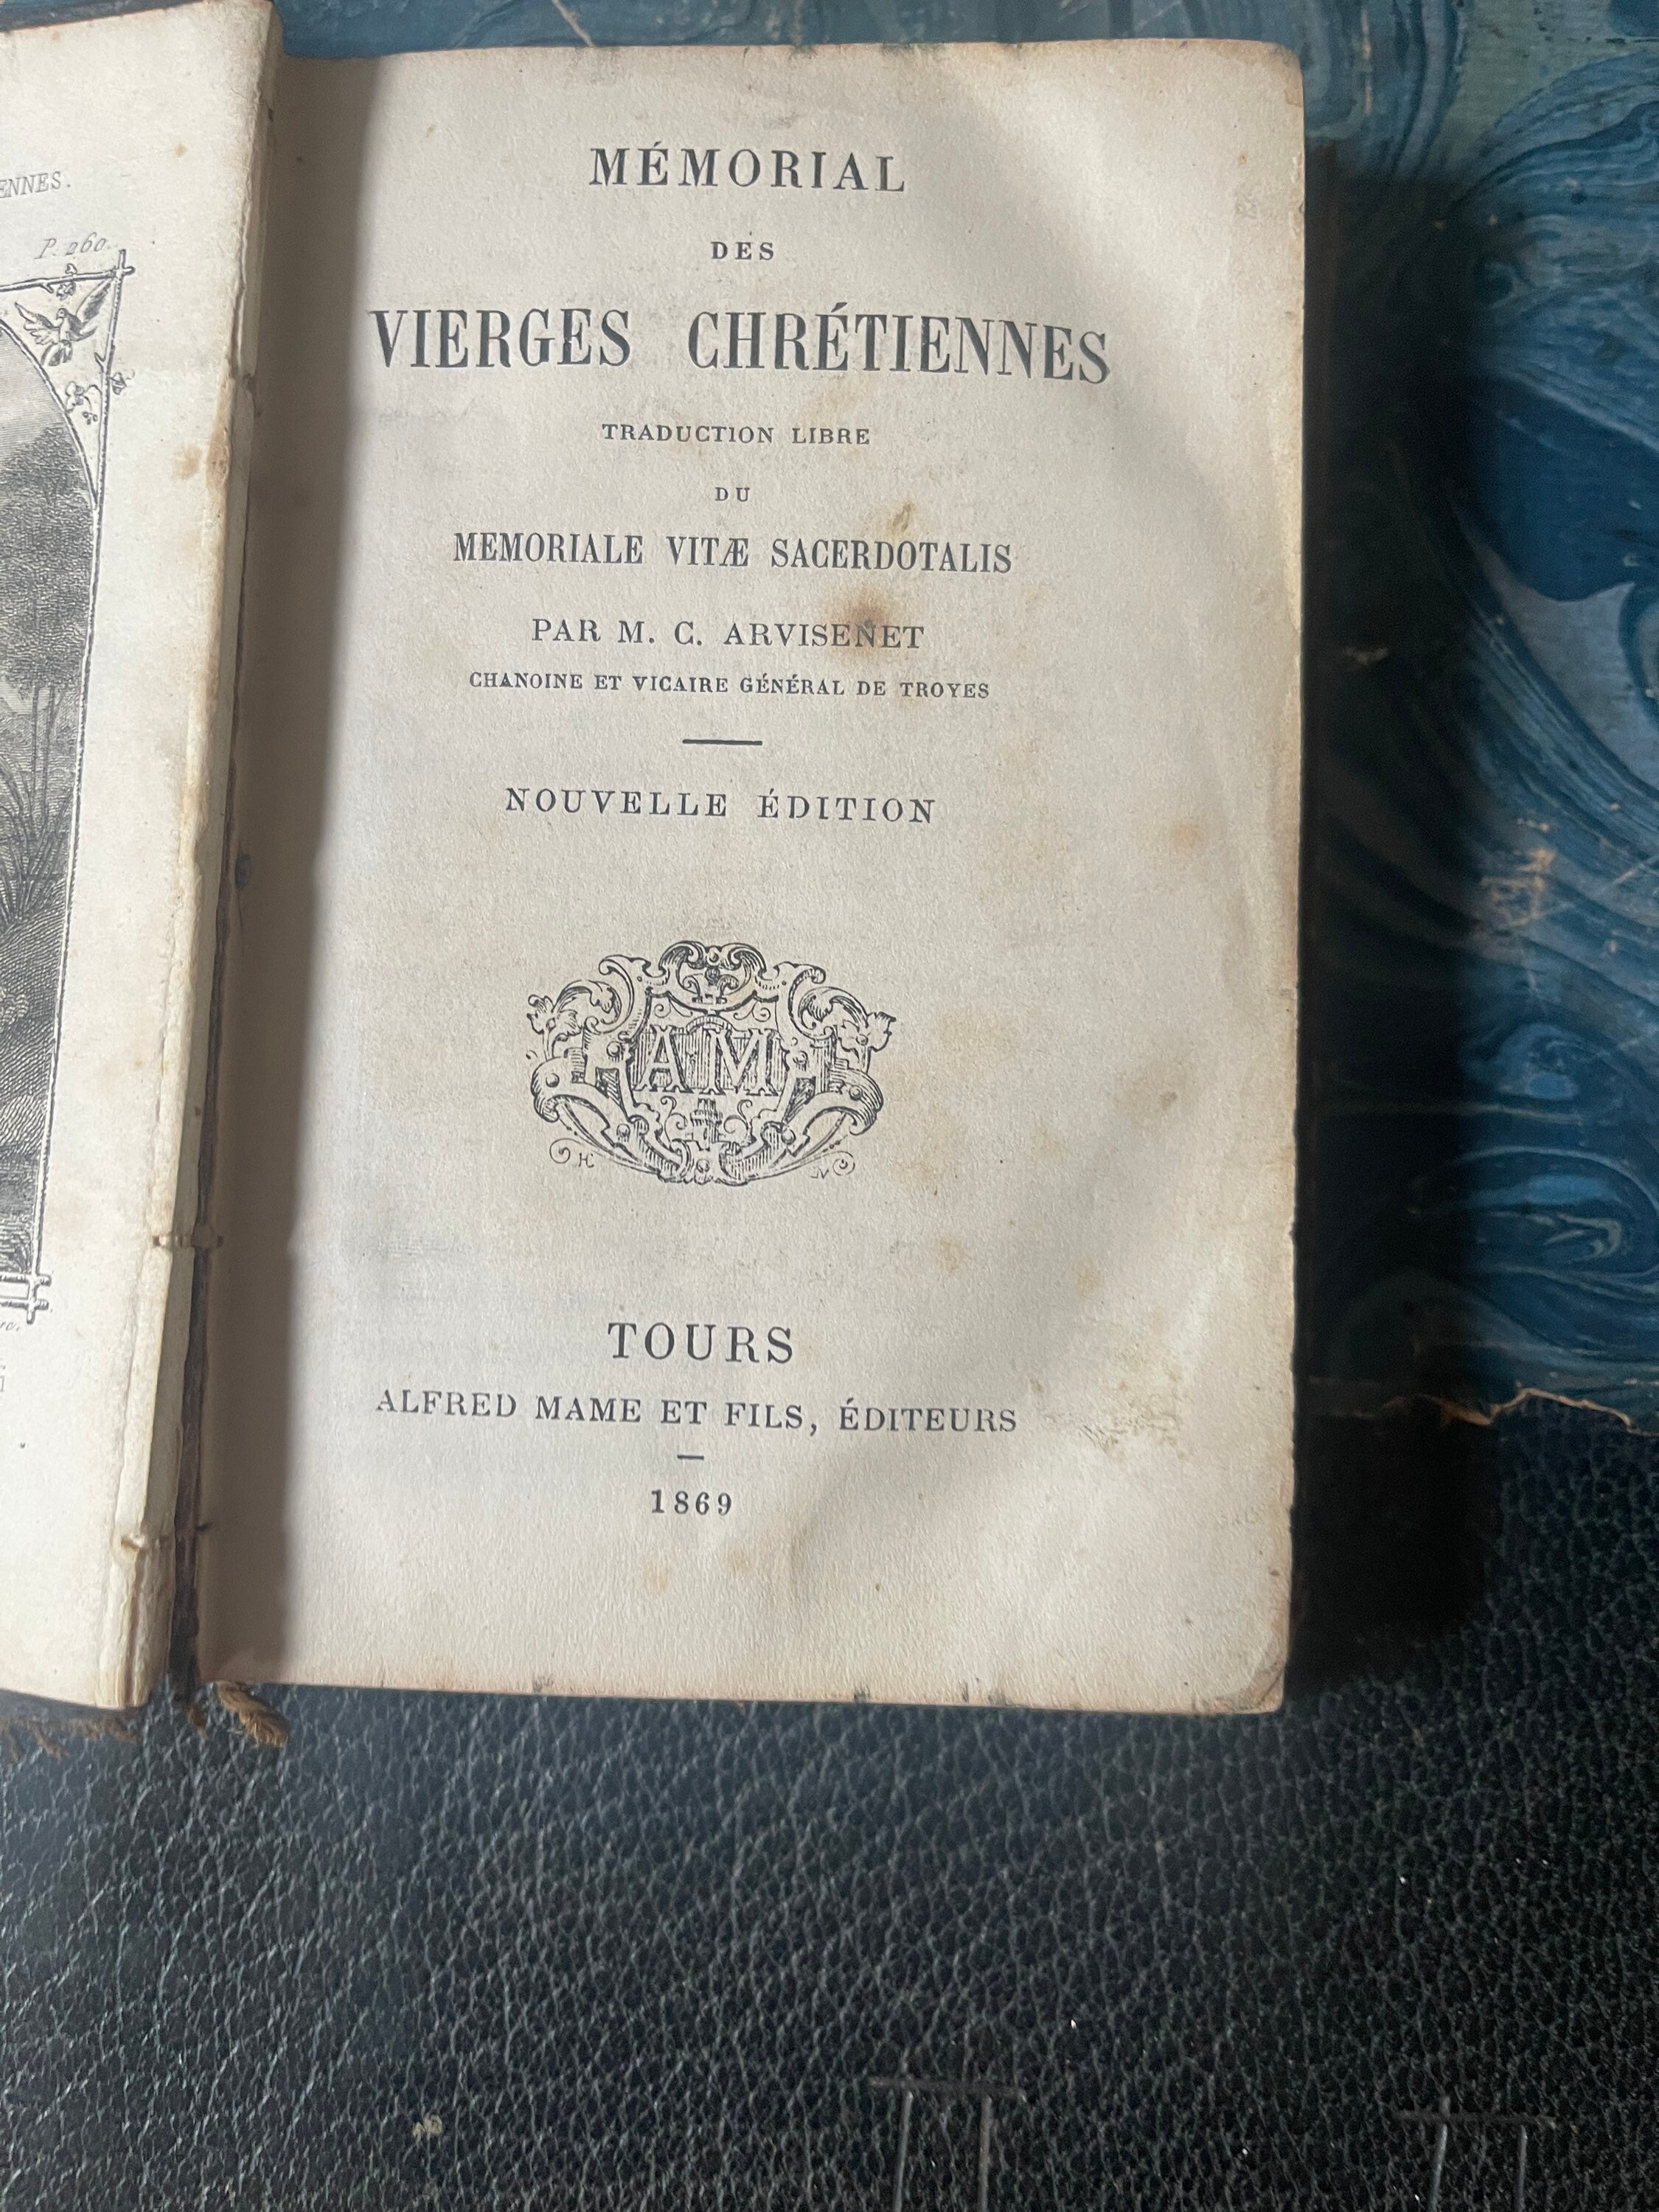 P. 260.
MÉMORIAL
DES
VIERGES CHRÉTIENNES
TRADUCTION LIBRE
DU
MEMORIALE VITÆ SACERDOTALIS
PAR M. C. ARVISENET
CHANOINE ET VICAIRE GÉNÉRAL DE TROYES
NOUVELLE ÉDITION
AM
TOURS
ALFRED MAME ET FILS, ÉDITEURS
1869